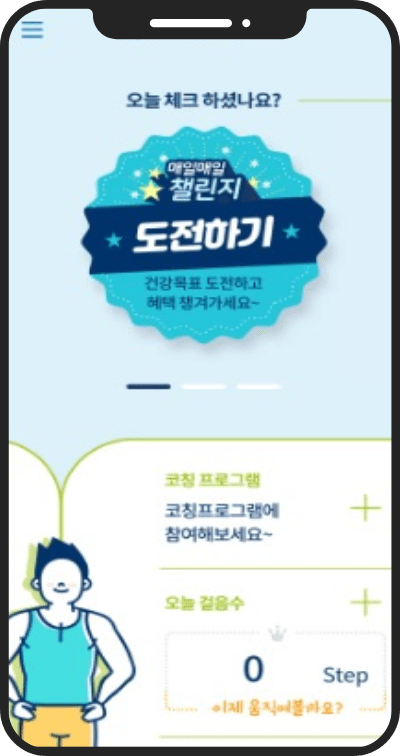 오늘 체크 하셨나요?
매일매일
챌린지
도전하기
건강목표 도전하고
혜택 챙겨가세요~
코칭 프로그램
코칭프로그램에
참여해보세요~
오늘 걸음수
0 Step
이제 움직여볼까요?